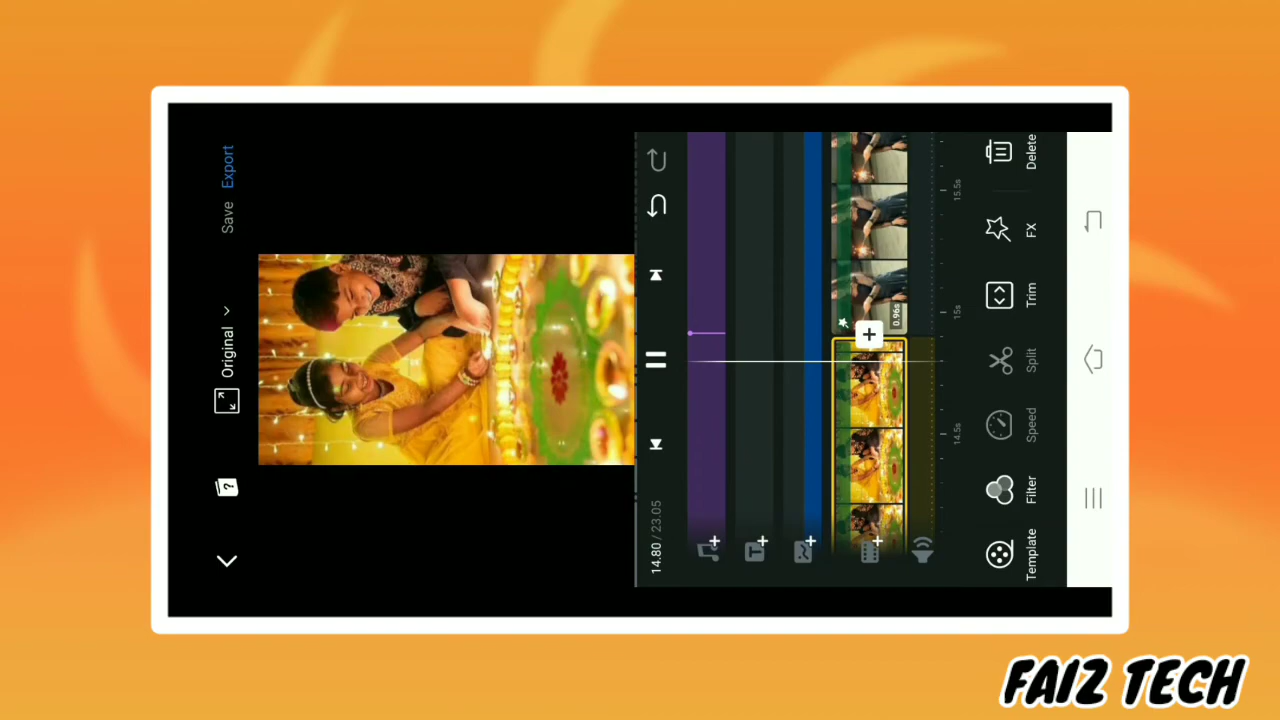 Original
Save Export
14.80 / 23.05
T
0.96s
14.5s 15s 15.5s
Template Filter Speed Split Trim FX Delete
FAIZ TECH